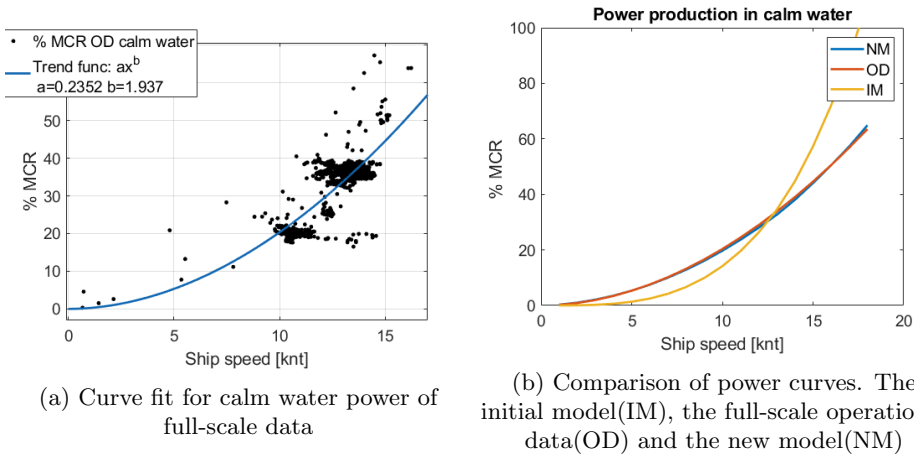 % MCR OD calm water
Trend func: ax^b
a=0.2352 b=1.937
50
40
30
20
10
0
% MCR
0
5
10
15
Ship speed [knt]
(a) Curve fit for calm water power of
full-scale data
Power production in calm water
NM
OD
IM
100
80
60
40
20
0
% MCR
0
5
10
15
20
Ship speed [knt]
(b) Comparison of power curves. The
initial model(IM), the full-scale operatio
data(OD) and the new model(NM)